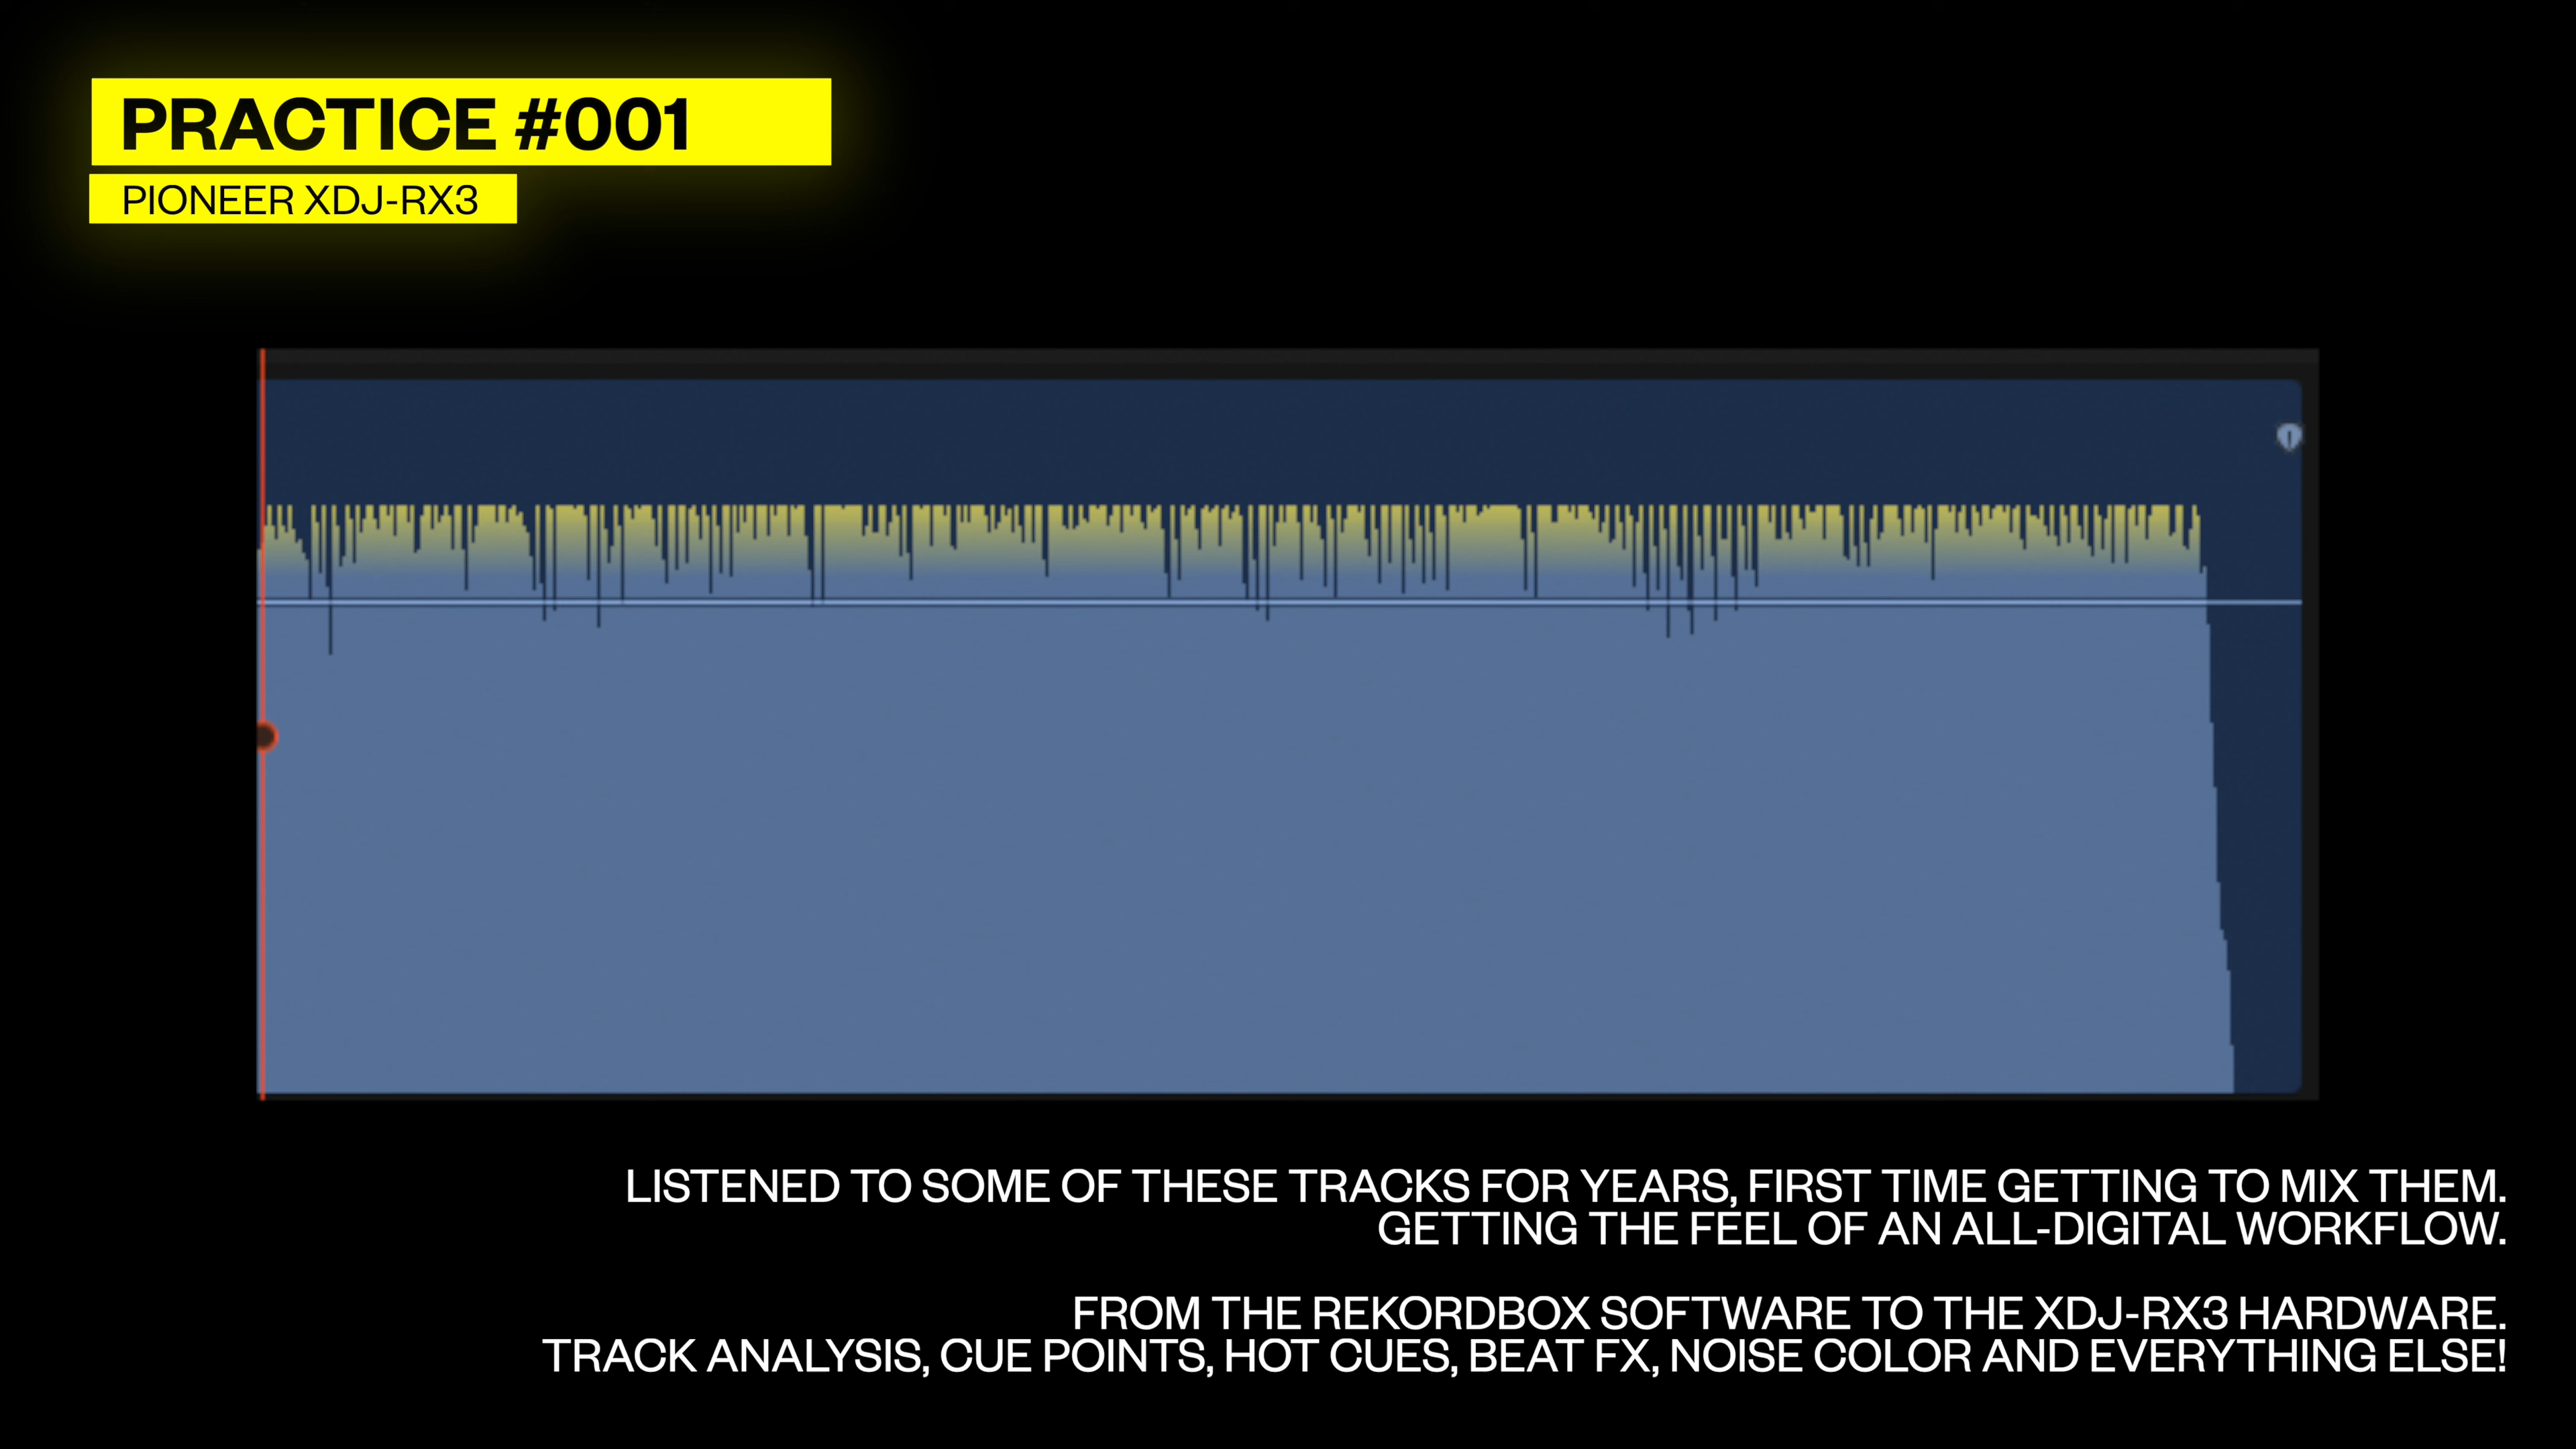 PRACTICE #001
PIONEER XDJ-RX3
LISTENED TO SOME OF THESE TRACKS FOR YEARS, FIRST TIME GETTING TO MIX THEM.
GETTING THE FEEL OF AN ALL-DIGITAL WORKFLOW.
FROM THE REKORDBOX SOFTWARE TO THE XDJ-RX3 HARDWARE.
TRACK ANALYSIS, CUE POINTS, HOT CUES, BEAT FX, NOISE COLOR AND EVERYTHING ELSE!